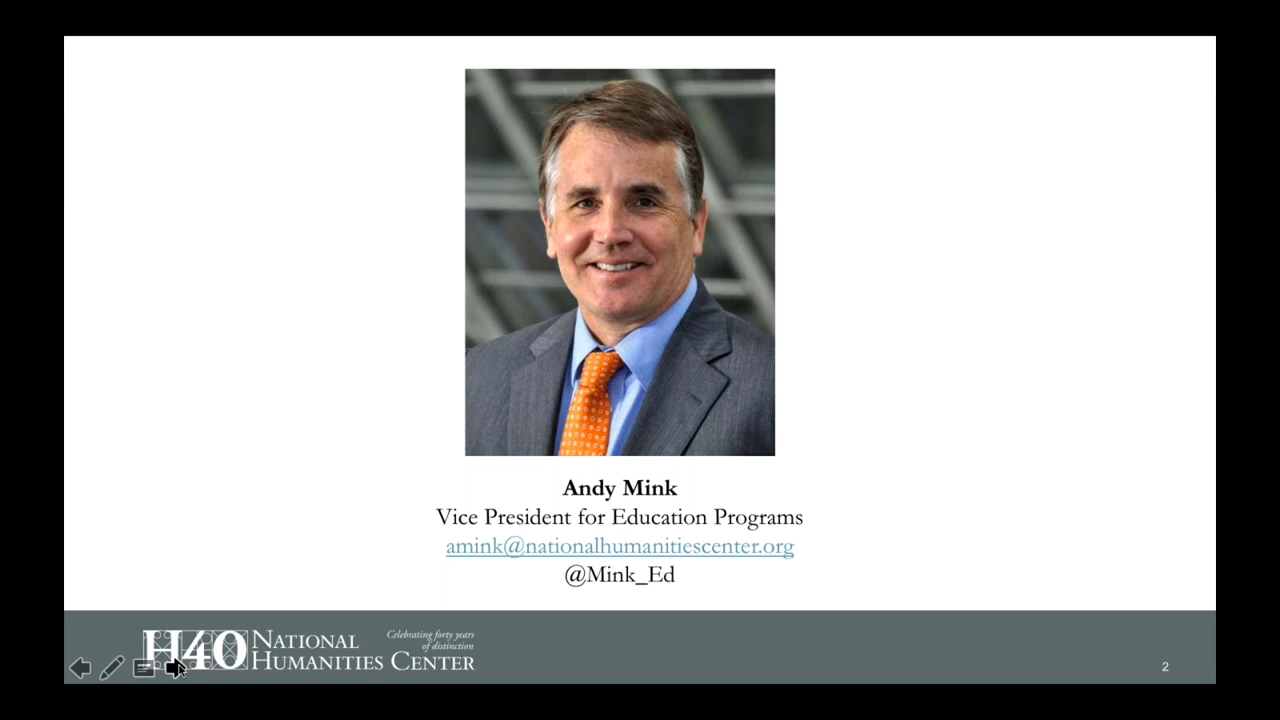 Andy Mink
Vice President for Education Programs
amink@nationalhumanitiescenter.org
@Mink_Ed
H40 NATIONAL HUMANITIES CENTER
Celebrating forty years
of distinction
2